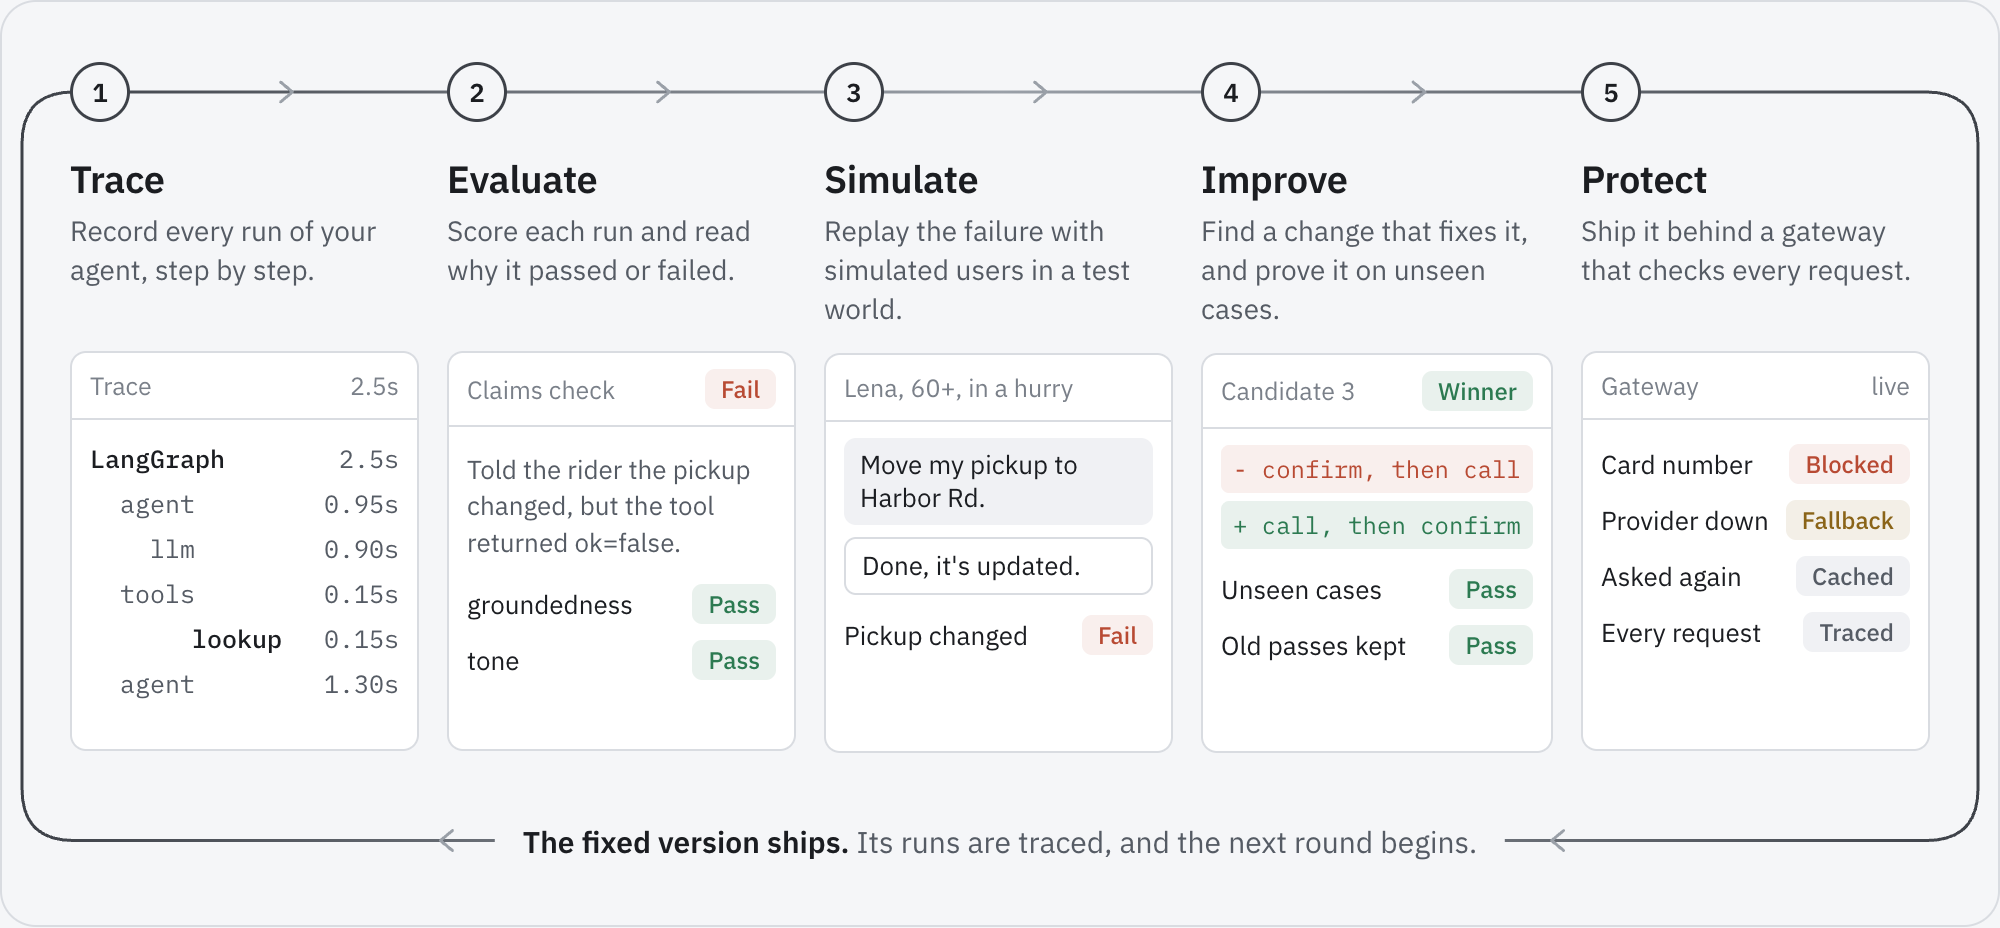 1
2
3
4
5
Trace
Record every run of your
agent, step by step.
Trace 2.5s
LangGraph 2.5s
agent 0.95s
llm 0.90s
tools 0.15s
lookup 0.15s
agent 1.30s
Evaluate
Score each run and read
why it passed or failed.
Claims check Fail
Told the rider the pickup
changed, but the tool
returned ok=false.
groundedness Pass
tone Pass
Simulate
Replay the failure with
simulated users in a test
world.
Lena, 60+, in a hurry
Move my pickup to
Harbor Rd.
Done, it's updated.
Pickup changed Fail
Improve
Find a change that fixes it,
and prove it on unseen
cases.
Candidate 3 Winner
- confirm, then call
+ call, then confirm
Unseen cases Pass
Old passes kept Pass
Protect
Ship it behind a gateway
that checks every request.
Gateway live
Card number Blocked
Provider down Fallback
Asked again Cached
Every request Traced
The fixed version ships. Its runs are traced, and the next round begins.